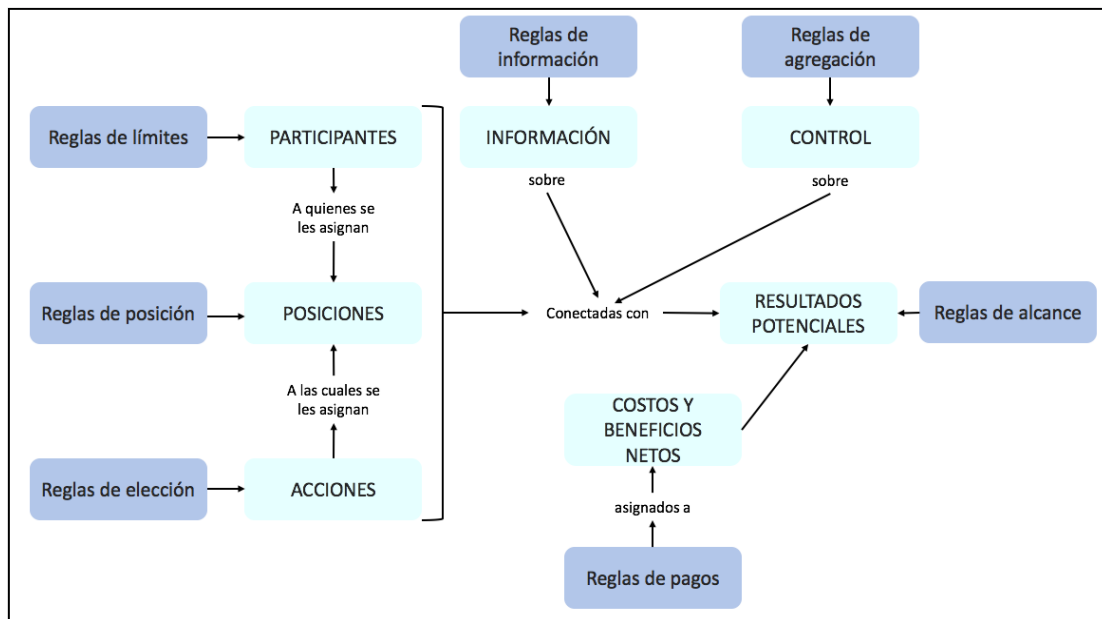 Reglas de
información
Reglas de
agregación
Reglas de límites
PARTICIPANTES
INFORMACIÓN
CONTROL
sobre
sobre
A quienes se
les asignan
Reglas de posición
POSICIONES
Conectadas con
RESULTADOS
POTENCIALES
Reglas de alcance
A las cuales se
les asignan
COSTOS Y
BENEFICIOS
NETOS
Reglas de elección
ACCIONES
asignados a
Reglas de pagos